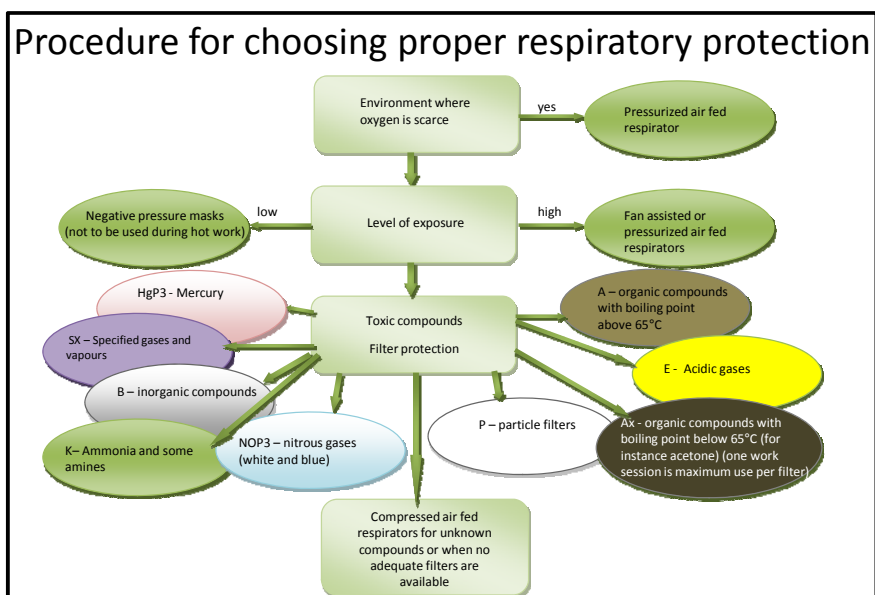 Procedure for choosing proper respiratory protection
Environment where
oxygen is scarce
yes
Pressurized air fed
respirator
Negative pressure masks
(not to be used during hot work)
low
Level of exposure
high
Fan assisted or
pressurized air fed
respirators
HgP3 - Mercury
Toxic compounds
Filter protection
A – organic compounds
with boiling point
above 65°C
SX – Specified gases and
vapours
E - Acidic gases
B – inorganic compounds
K– Ammonia and some
amines
NOP3 – nitrous gases
(white and blue)
P – particle filters
Ax - organic compounds with
boiling point below 65°C (for
instance acetone) (one work
session is maximum use per filter)
Compressed air fed
respirators for unknown
compounds or when no
adequate filters are
available